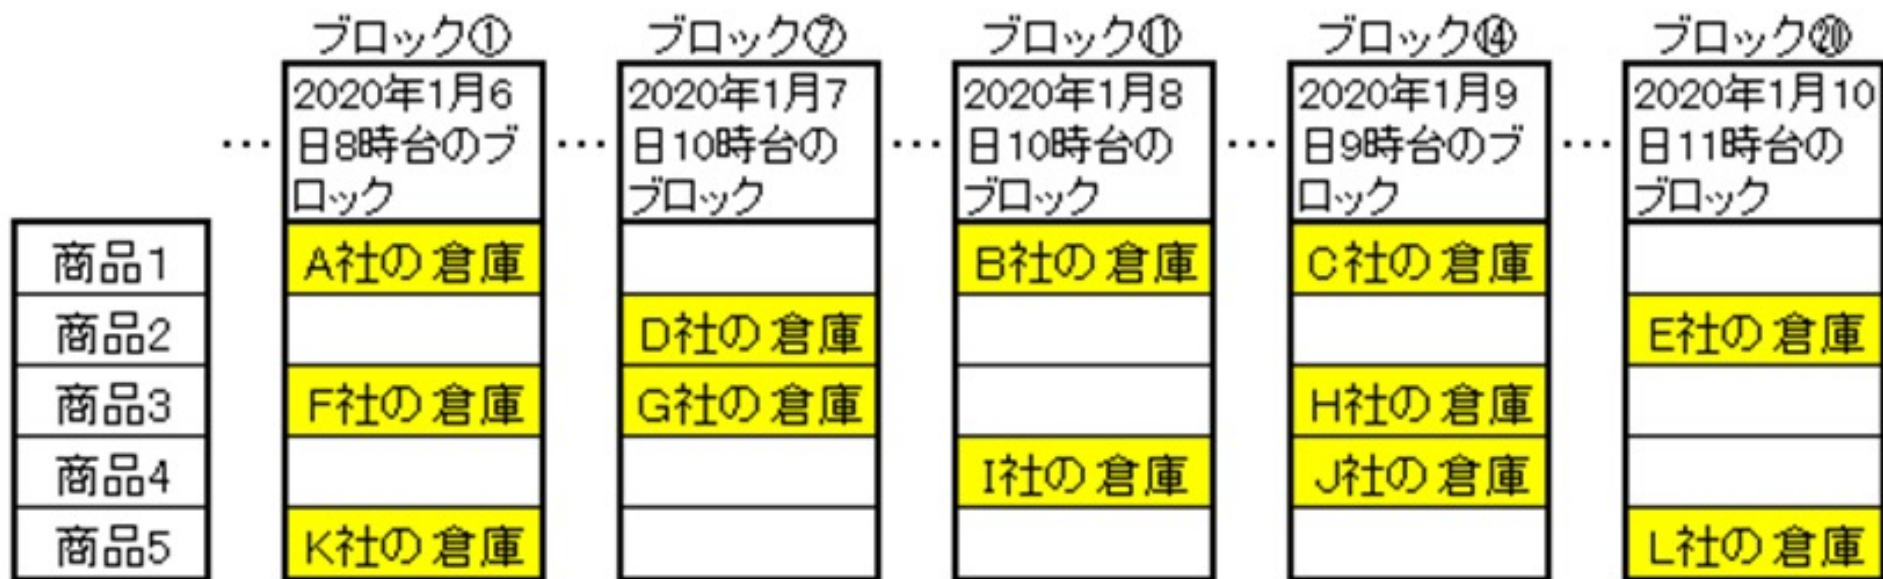 ブロック① ブロック⑦ ブロック⑪ ブロック⑭ ブロック⑳
2020年1月6 2020年1月7 2020年1月8 2020年1月9 2020年1月10
… 日8時台のブ … 日10時台の … 日10時台の … 日9時台のブ … 日11時台の
ロック ブロック ブロック ロック ブロック
商品1 A社の倉庫 B社の倉庫 C社の倉庫
商品2 D社の倉庫 E社の倉庫
商品3 F社の倉庫 G社の倉庫 H社の倉庫
商品4 I社の倉庫 J社の倉庫
商品5 K社の倉庫 L社の倉庫